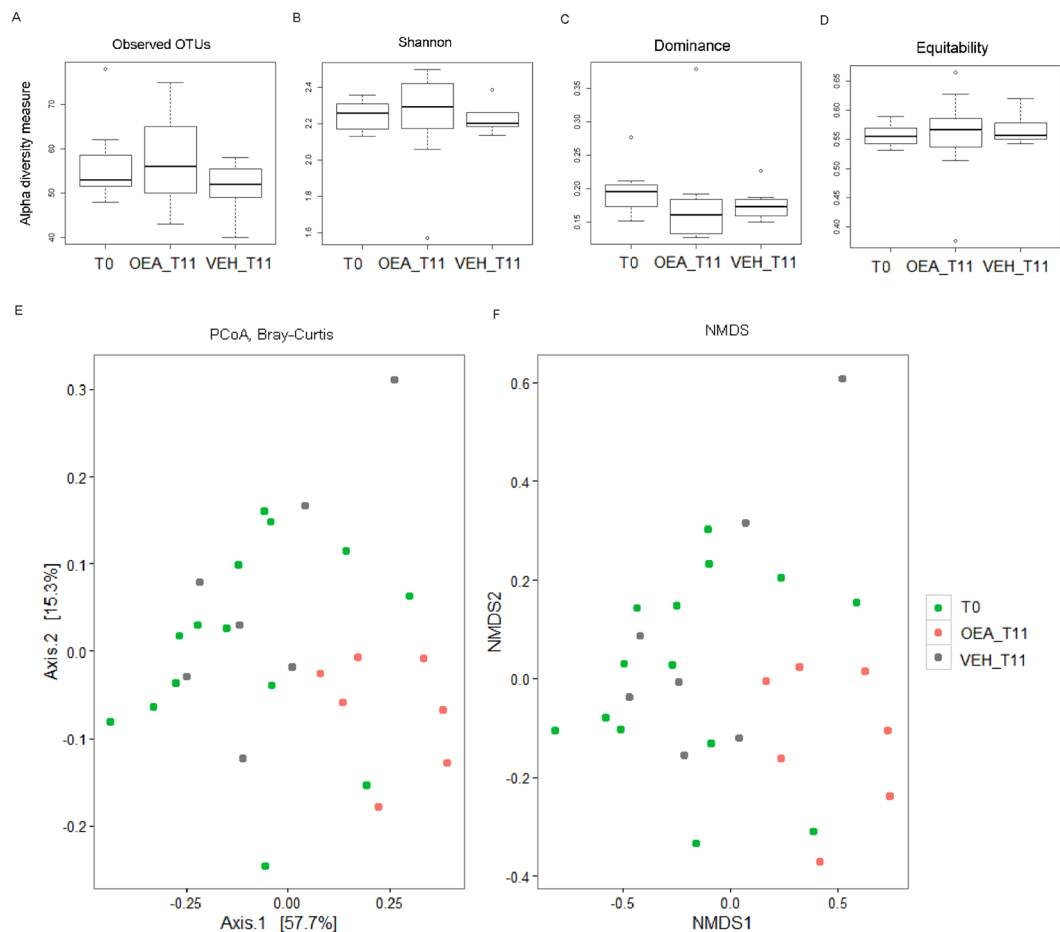 A
B
C
D
Observed OTUs
Shannon
Dominance
Equitability
Alpha diversity measure
40 50 60 70
1.6 1.8 2.0 2.2 2.4
0.15 0.20 0.25 0.30 0.35
0.40 0.45 0.50 0.55 0.60 0.65
T0 OEA_T11 VEH_T11
T0 OEA_T11 VEH_T11
T0 OEA_T11 VEH_T11
T0 OEA_T11 VEH_T11
E
PCoA, Bray-Curtis
Axis.2 [15.3%]
0.3
0.2
0.1
0.0
-0.1
-0.2
-0.25 0.00 0.25
Axis.1 [57.7%]
F
NMDS
NMDS2
0.6
0.4
0.2
0.0
-0.2
-0.4
-0.5 0.0 0.5
NMDS1
T0
OEA_T11
VEH_T11